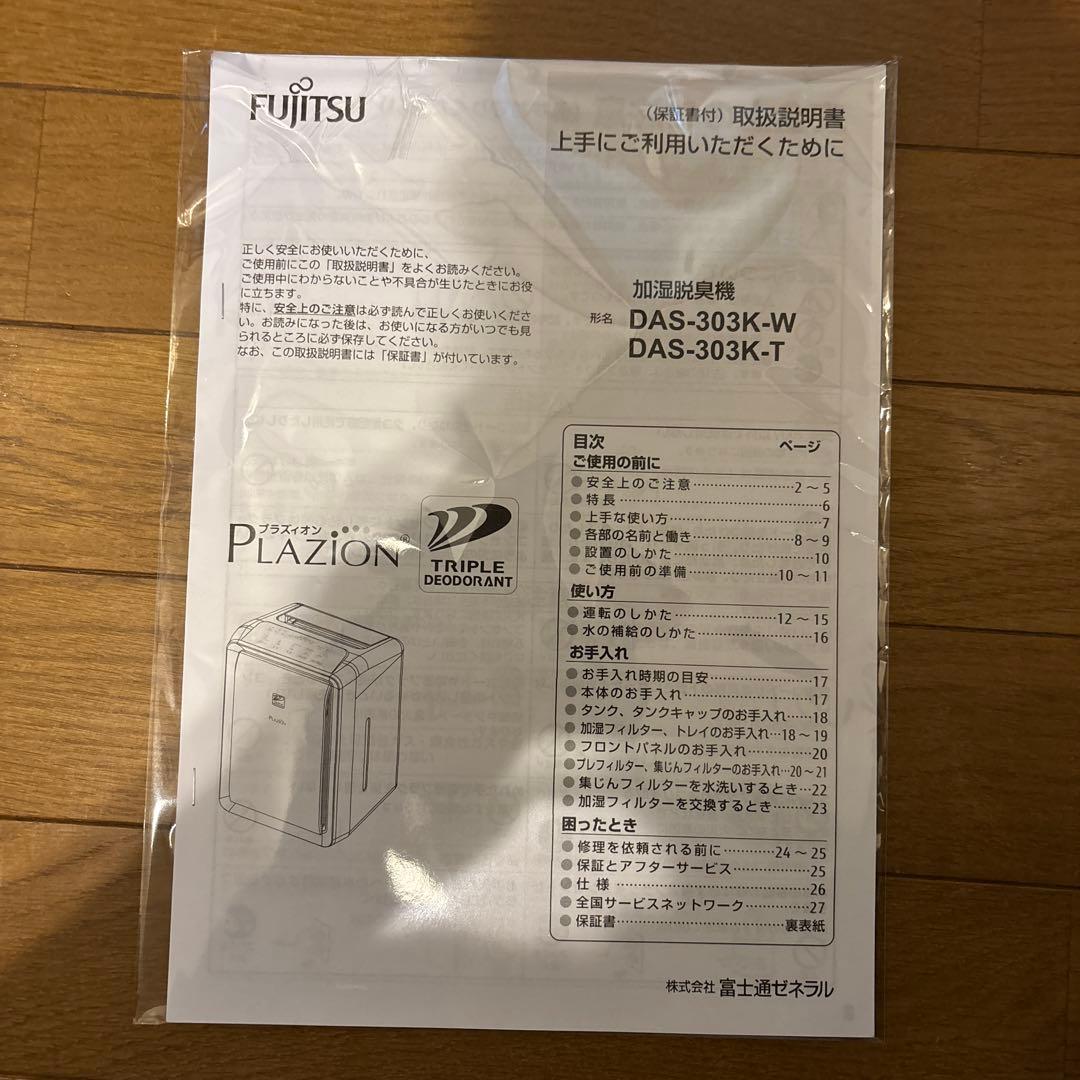 FUJITSU
（保証書付）取扱説明書
上手にご利用いただくために
正しく安全にお使いいただくために、
ご使用前にこの「取扱説明書」をよくお読みください。
ご使用中にわからないことや不具合が生じたときにお役
に立ちます。
特に、安全上のご注意は必ず読んで正しくお使いくださ
い。お読みになった後は、お使いになる方がいつでも見
られるところに必ず保存してください。
なお、この取扱説明書には「保証書」が付いています。
加湿脱臭機
形名 DAS-303K-W
DAS-303K-T
プラズィオン
PLAZION®
TRIPLE
DEODORANT
PLAZION
目次 ページ
ご使用の前に
●安全上のご注意……………………2～5
●特長……………………………………6
●上手な使い方…………………………7
●各部の名前と働き………………8～9
●設置のしかた………………………10
●ご使用前の準備………………10～11
使い方
●運転のしかた…………………12～15
●水の補給のしかた…………………16
お手入れ
●お手入れ時期の目安………………17
●本体のお手入れ……………………17
●タンク、タンクキャップのお手入れ……18
●加湿フィルター、トレイのお手入れ…18～19
●フロントパネルのお手入れ…………20
●プレフィルター、集じんフィルターのお手入れ…20～21
●集じんフィルターを水洗いするとき…22
●加湿フィルターを交換するとき………23
困ったとき
●修理を依頼される前に…………24～25
●保証とアフターサービス……………25
●仕様……………………………………26
●全国サービスネットワーク…………27
●保証書……………………………裏表紙
株式会社 富士通ゼネラル